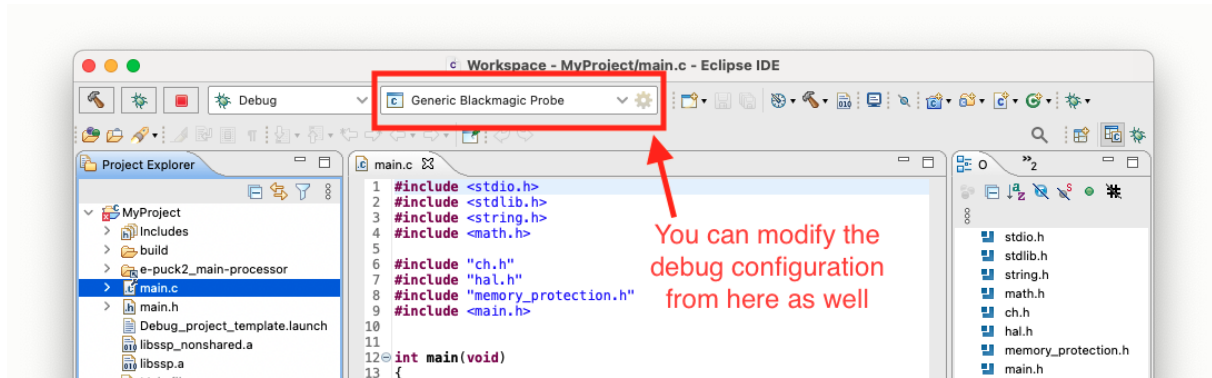 Workspace - MyProject/main.c - Eclipse IDE
Debug
Generic Blackmagic Probe
Project Explorer
main.c
O
»2
MyProject
Includes
build
e-puck2_main-processor
main.c
main.h
Debug_project_template.launch
libssp_nonshared.a
libssp.a
1 #include <stdio.h>
2 #include <stdlib.h>
3 #include <string.h>
4 #include <math.h>
5
6 #include "ch.h"
7 #include "hal.h"
8 #include "memory_protection.h"
9 #include <main.h>
10
11
12 int main(void)
13 {
You can modify the
debug configuration
from here as well
stdio.h
stdlib.h
string.h
math.h
ch.h
hal.h
memory_protection.h
main.h